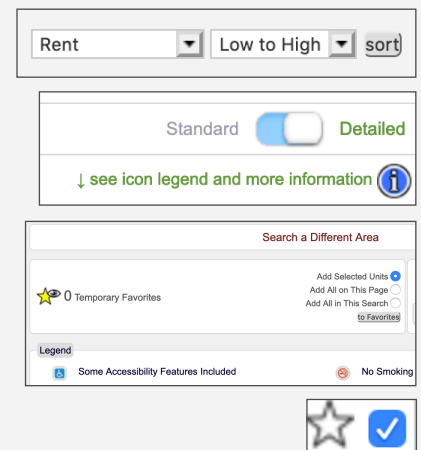 Rent Low to High sort
Standard Detailed
↓ see icon legend and more information i
Search a Different Area
Add Selected Units
0 Temporary Favorites Add All on This Page
Add All in This Search
to Favorites
Legend
Some Accessibility Features Included No Smoking